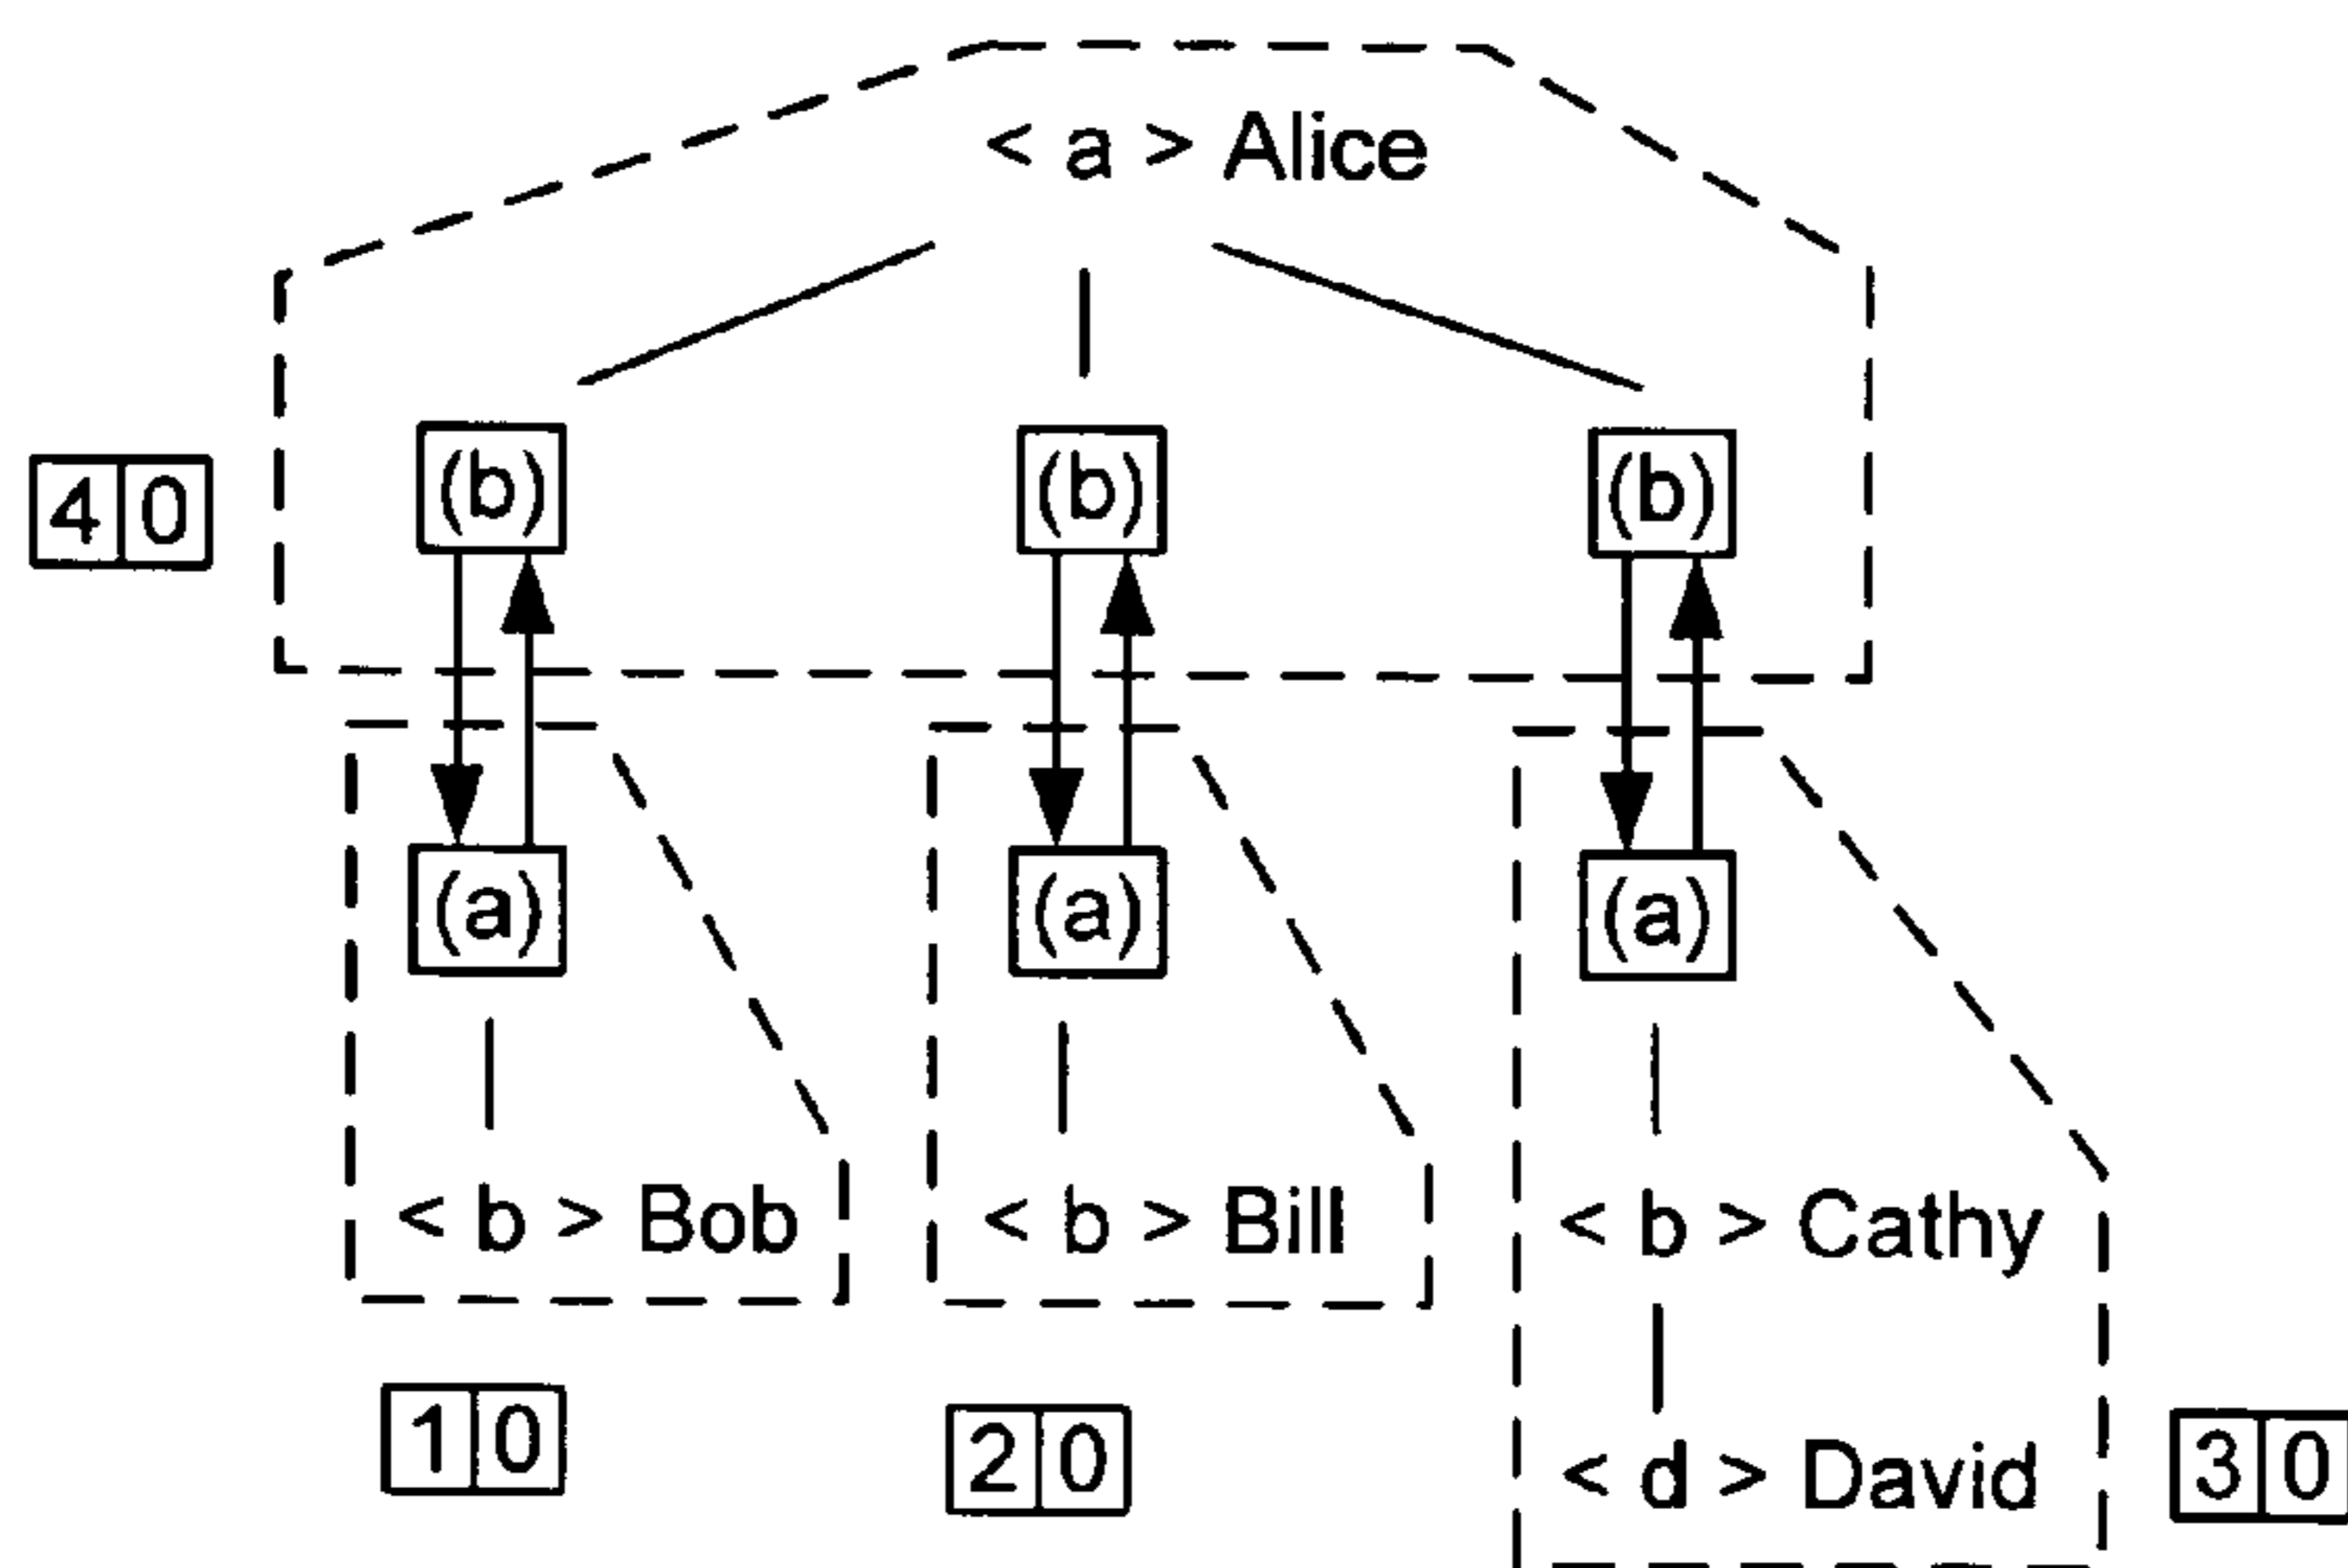 < a > Alice
(b) (b) (b)
40
(a) (a) (a)
< b > Bob < b > Bill < b > Cathy
10 20 < d > David 30